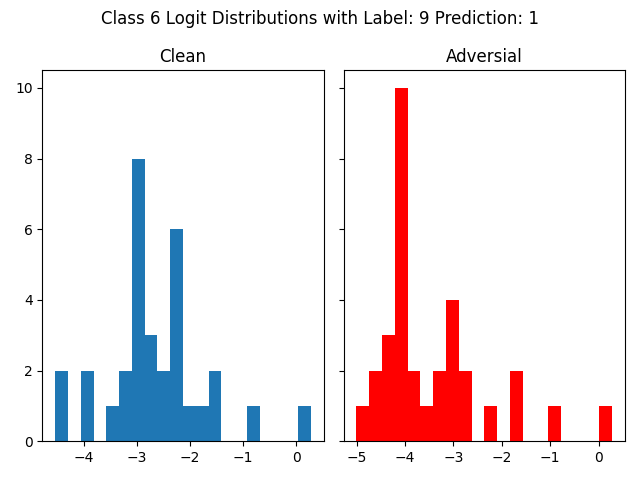 Class 6 Logit Distributions with Label: 9 Prediction: 1
Clean
Adversial
10
8
6
4
2
0
−4 −3 −2 −1 0
−5 −4 −3 −2 −1 0